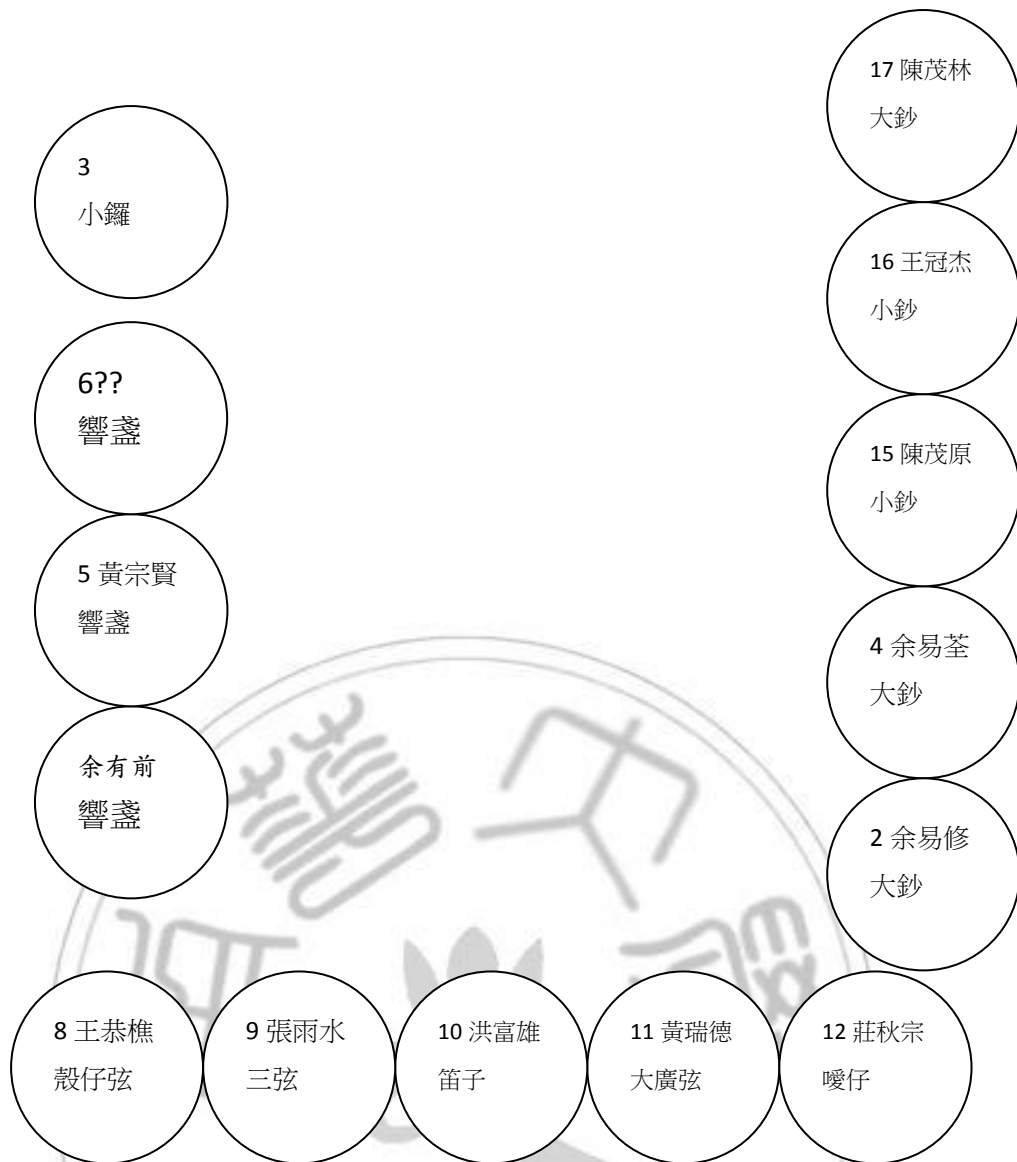 17 陳茂林
大鈔
3
小鑼
16 王冠杰
小鈔
6??
響盞
15 陳茂原
小鈔
5 黃宗賢
響盞
4 余易荃
大鈔
余有前
響盞
2 余易修
大鈔
8 王恭樵
殼仔弦
9 張雨水
三弦
10 洪富雄
笛子
11 黃瑞德
大廣弦
12 莊秋宗
噯仔